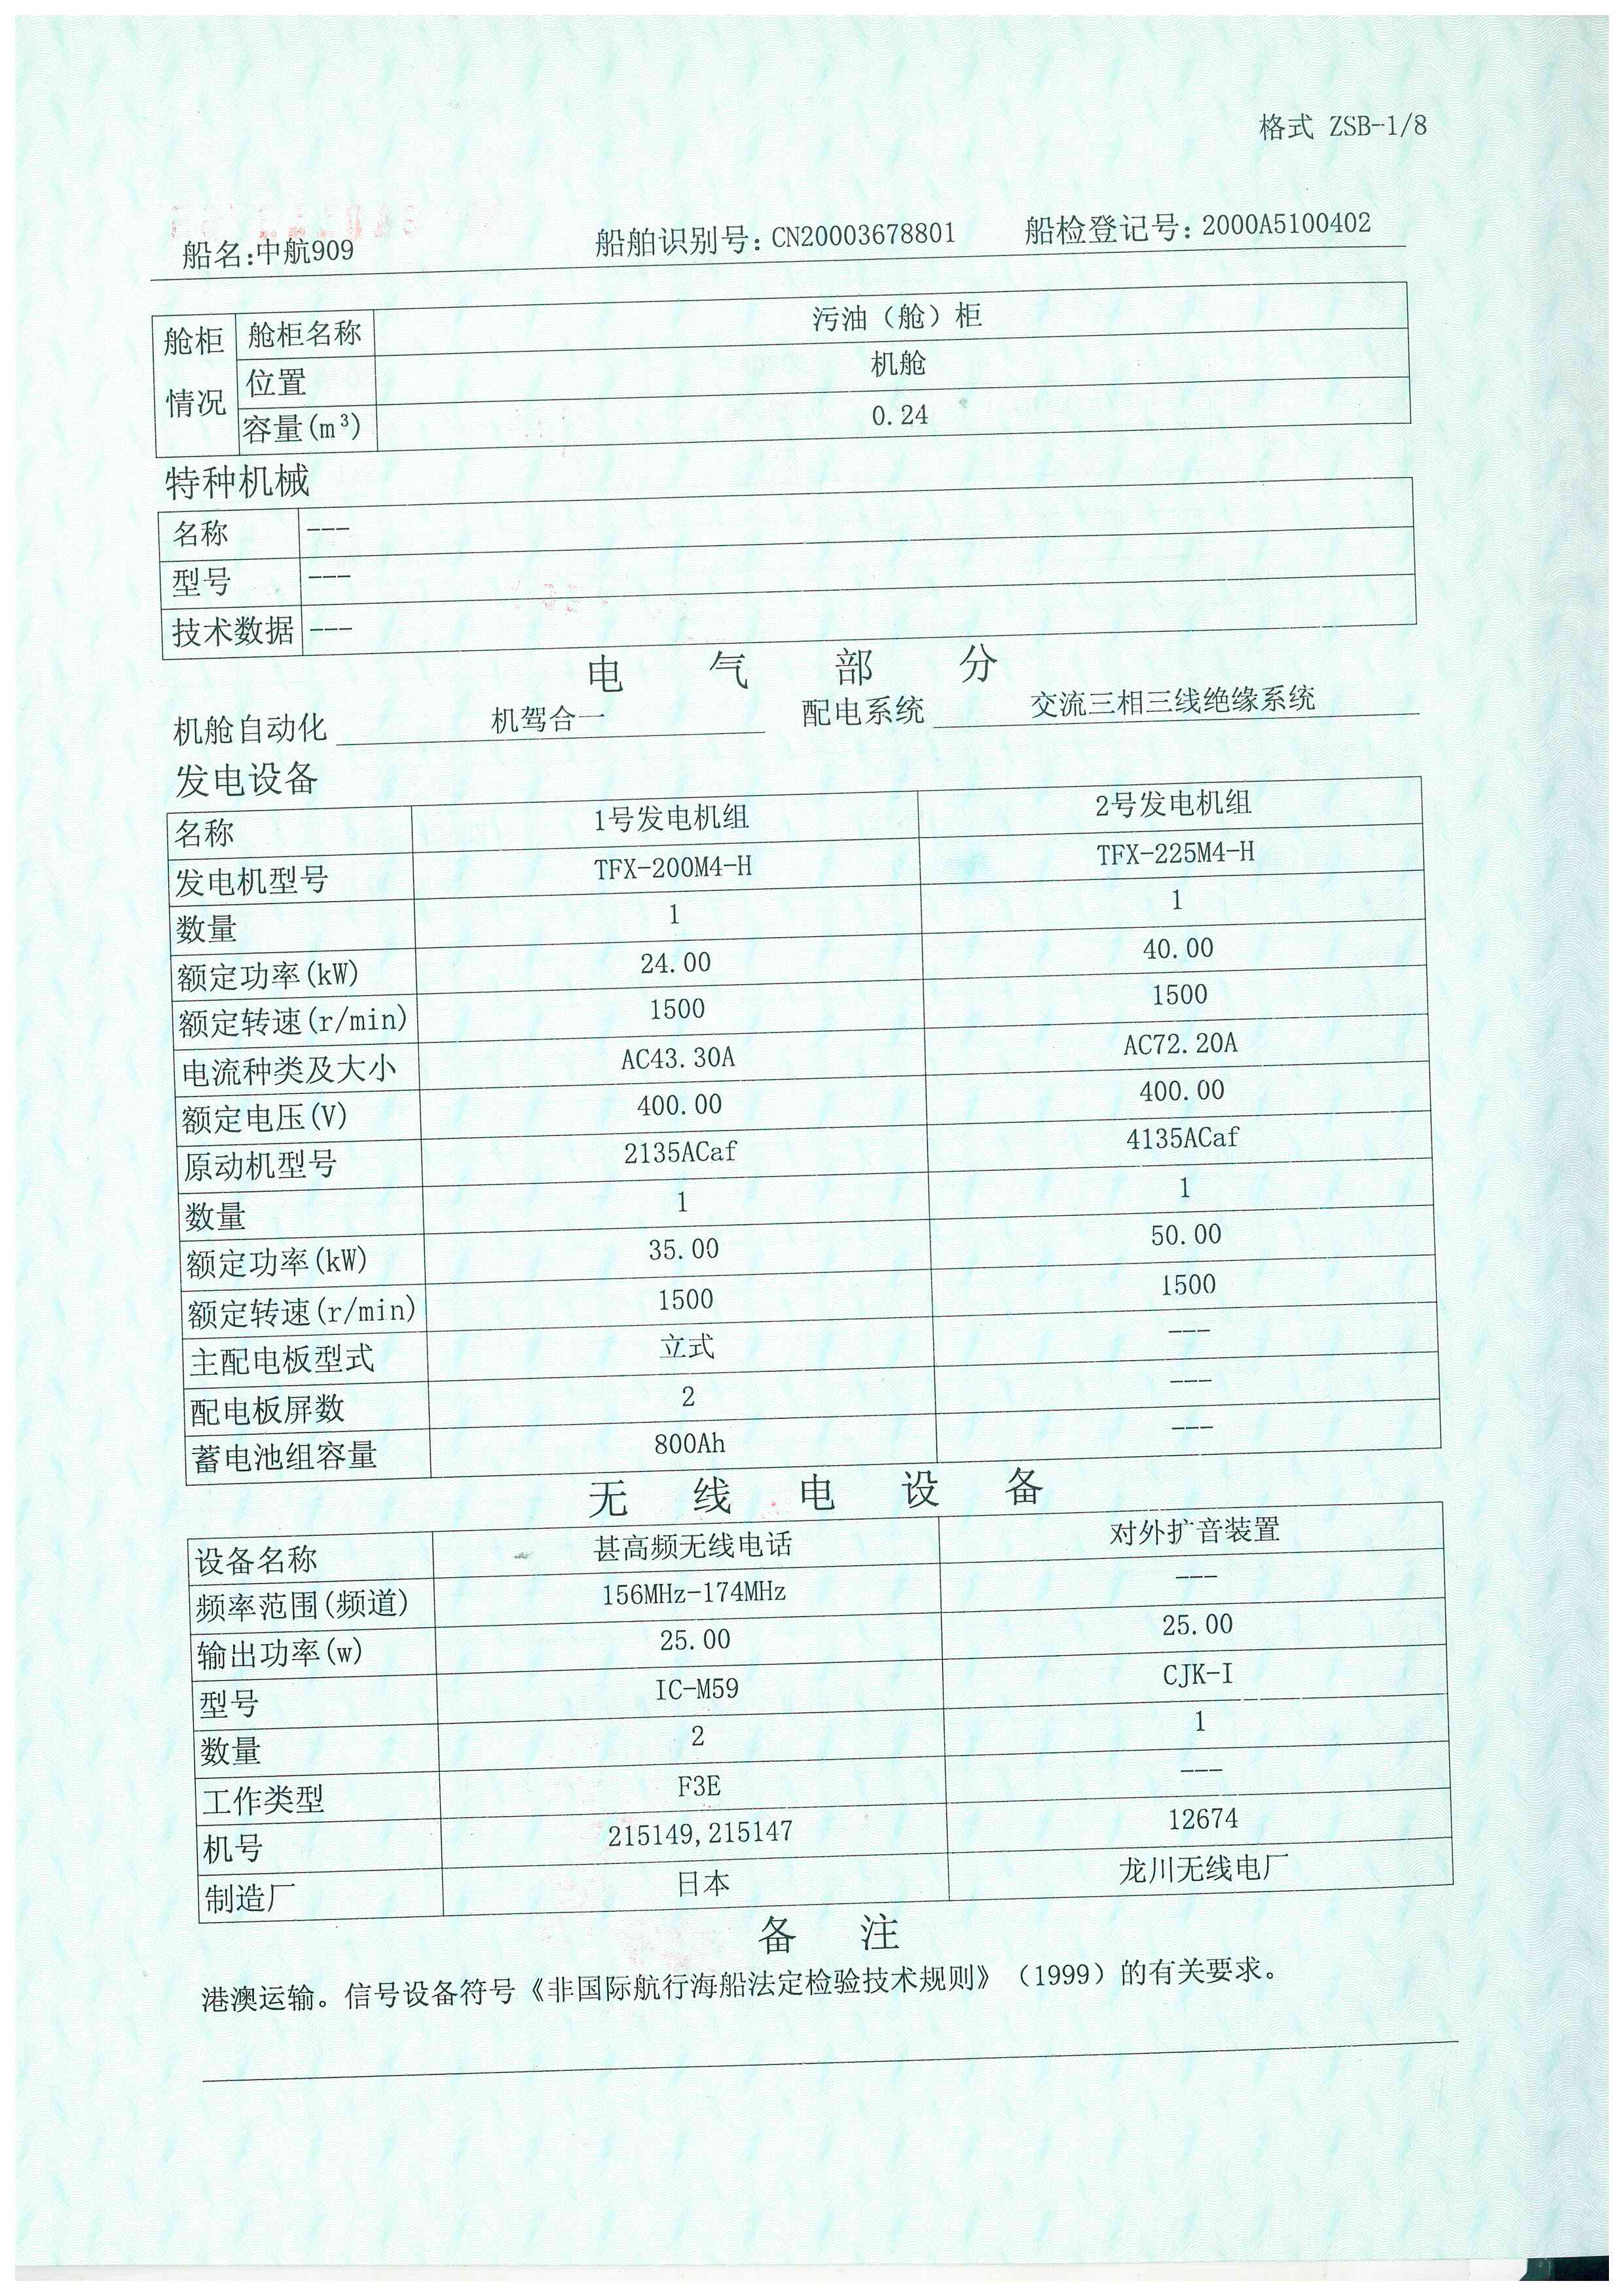 格式 ZSB-1/8
船名:中航909 船舶识别号:CN20003678801 船检登记号:2000A5100402
舱柜情况 舱柜名称 污油（舱）柜
位置 机舱
容量(m³) 0.24
特种机械
名称 ---
型号 ---
技术数据 ---
电气部分
机舱自动化 机驾合一 配电系统 交流三相三线绝缘系统
发电设备
名称 1号发电机组 2号发电机组
发电机型号 TFX-200M4-H TFX-225M4-H
数量 1 1
额定功率(kW) 24.00 40.00
额定转速(r/min) 1500 1500
电流种类及大小 AC43.30A AC72.20A
额定电压(V) 400.00 400.00
原动机型号 2135ACaf 4135ACaf
数量 1 1
额定功率(kW) 35.00 50.00
额定转速(r/min) 1500 1500
主配电板型式 立式 ---
配电板屏数 2 ---
蓄电池组容量 800Ah ---
无线电设备
设备名称 甚高频无线电话 对外扩音装置
频率范围(频道) 156MHz-174MHz ---
输出功率(w) 25.00 25.00
型号 IC-M59 CJK-I
数量 2 1
工作类型 F3E ---
机号 215149,215147 12674
制造厂 日本 龙川无线电厂
备注
港澳运输。信号设备符号《非国际航行海船法定检验技术规则》（1999）的有关要求。